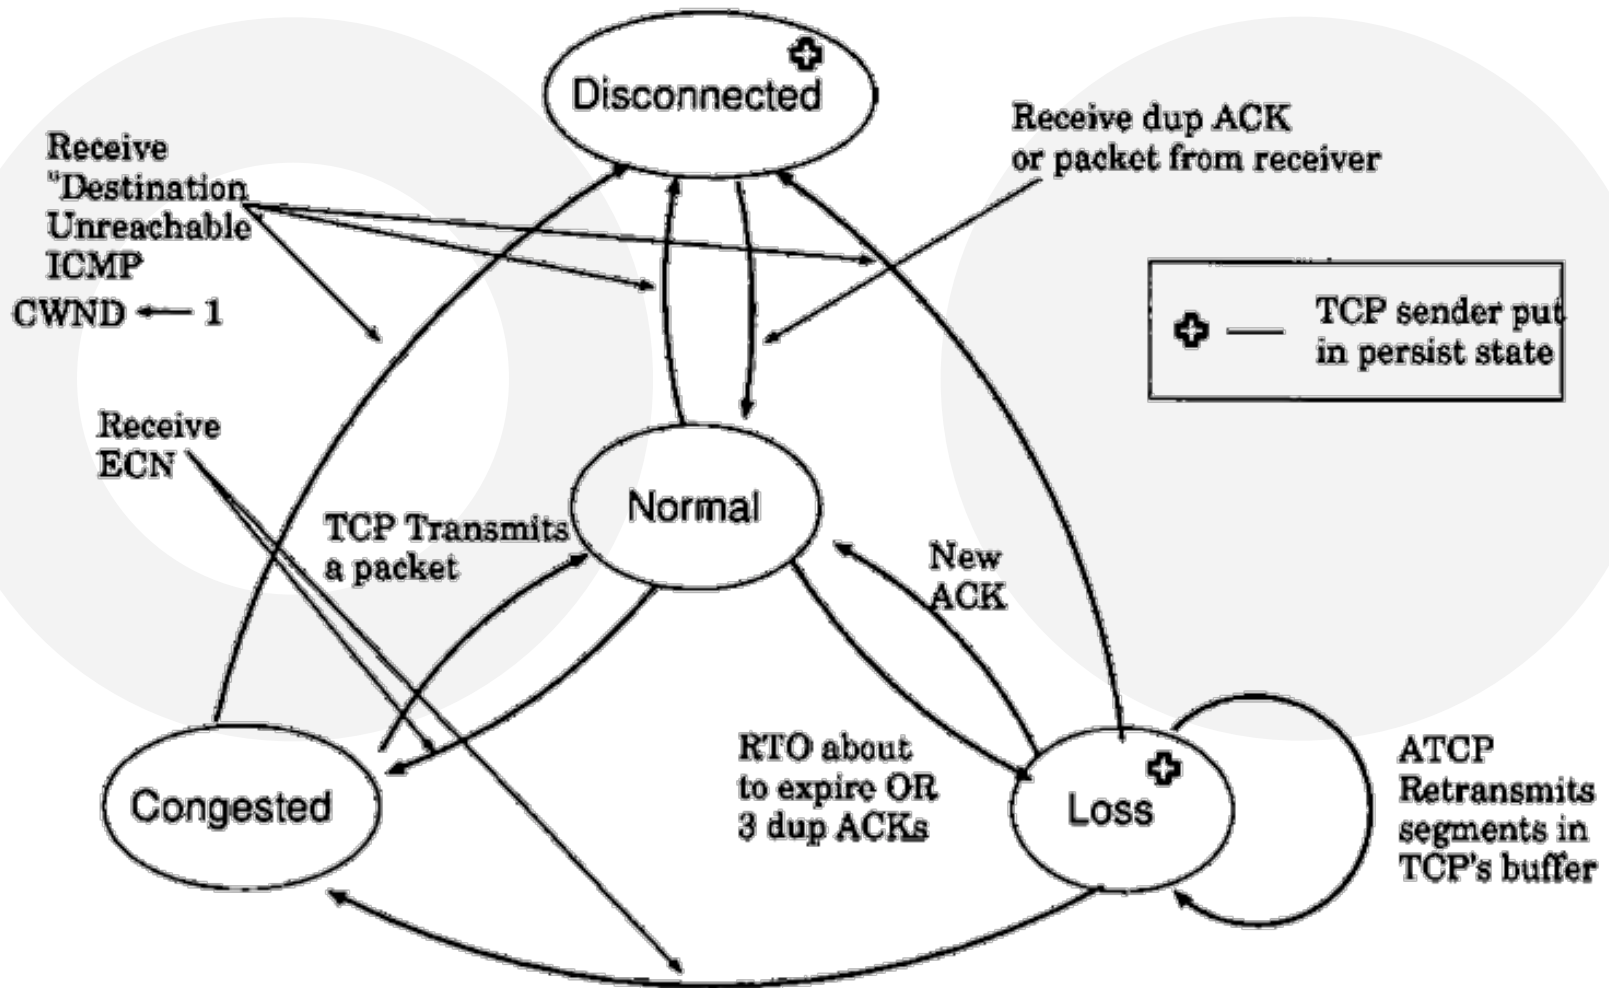 Disconnected
Receive
"Destination
Unreachable
ICMP
CWND ← 1
Receive dup ACK
or packet from receiver
TCP sender put
in persist state
Receive
ECN
TCP Transmits
a packet
Normal
New
ACK
RTO about
to expire OR
3 dup ACKs
Congested
Loss
ATCP
Retransmits
segments in
TCP's buffer